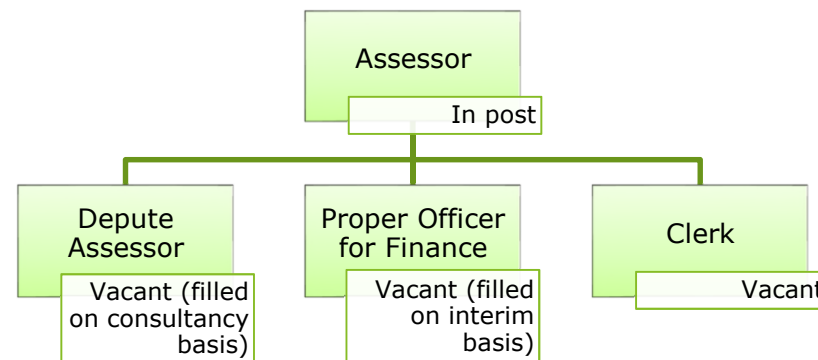 Assessor
In post
Depute
Assessor
Vacant (filled
on consultancy
basis)
Proper Officer
for Finance
Vacant (filled
on interim
basis)
Clerk
Vacant